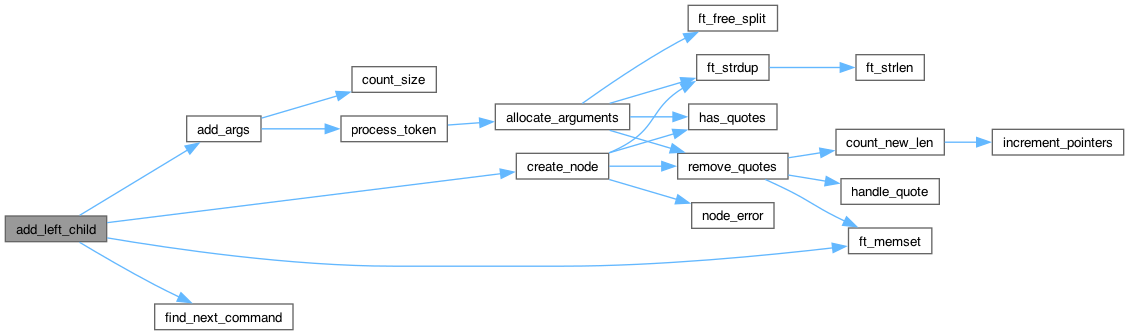 ft_free_split
count_size
ft_strdup
ft_strlen
add_args
process_token
allocate_arguments
has_quotes
count_new_len
increment_pointers
create_node
remove_quotes
handle_quote
add_left_child
node_error
ft_memset
find_next_command